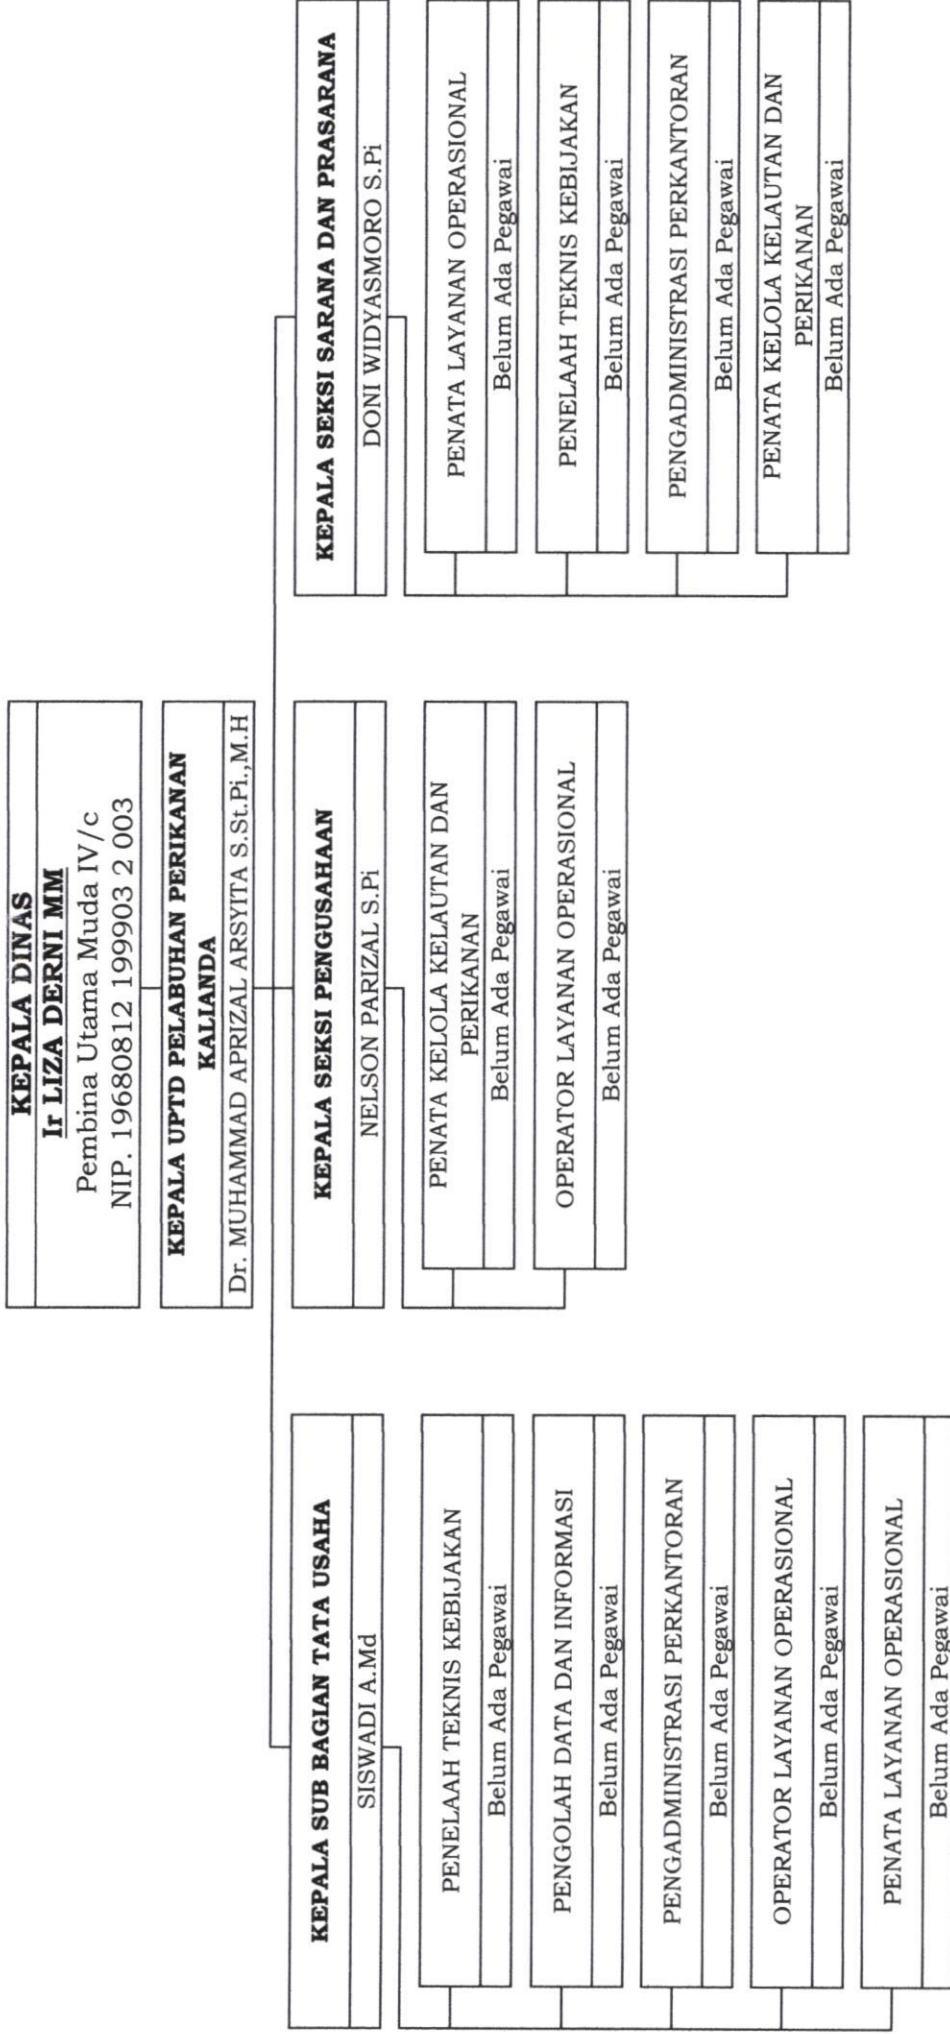 KEPALA DINAS
Ir LIZA DERNI MM
Pembina Utama Muda IV/c
NIP. 19680812 199903 2 003
KEPALA UPTD PELABUHAN PERIKANAN
KALIANDA
Dr. MUHAMMAD APRIZAL ARSYITA S.St.Pi.,M.H
KEPALA SUB BAGIAN TATA USAHA
SISWADI A.Md
PENELAAH TEKNIS KEBIJAKAN
Belum Ada Pegawai
PENGOLAH DATA DAN INFORMASI
Belum Ada Pegawai
PENGADMINISTRASI PERKANTORAN
Belum Ada Pegawai
OPERATOR LAYANAN OPERASIONAL
Belum Ada Pegawai
PENATA LAYANAN OPERASIONAL
Belum Ada Pegawai
KEPALA SEKSI PENGUSAHAAN
NELSON PARIZAL S.Pi
PENATA KELOLA KELAUTAN DAN
PERIKANAN
Belum Ada Pegawai
OPERATOR LAYANAN OPERASIONAL
Belum Ada Pegawai
KEPALA SEKSI SARANA DAN PRASARANA
DONI WIDYASMORO S.Pi
PENATA LAYANAN OPERASIONAL
Belum Ada Pegawai
PENELAAH TEKNIS KEBIJAKAN
Belum Ada Pegawai
PENGADMINISTRASI PERKANTORAN
Belum Ada Pegawai
PENATA KELOLA KELAUTAN DAN
PERIKANAN
Belum Ada Pegawai